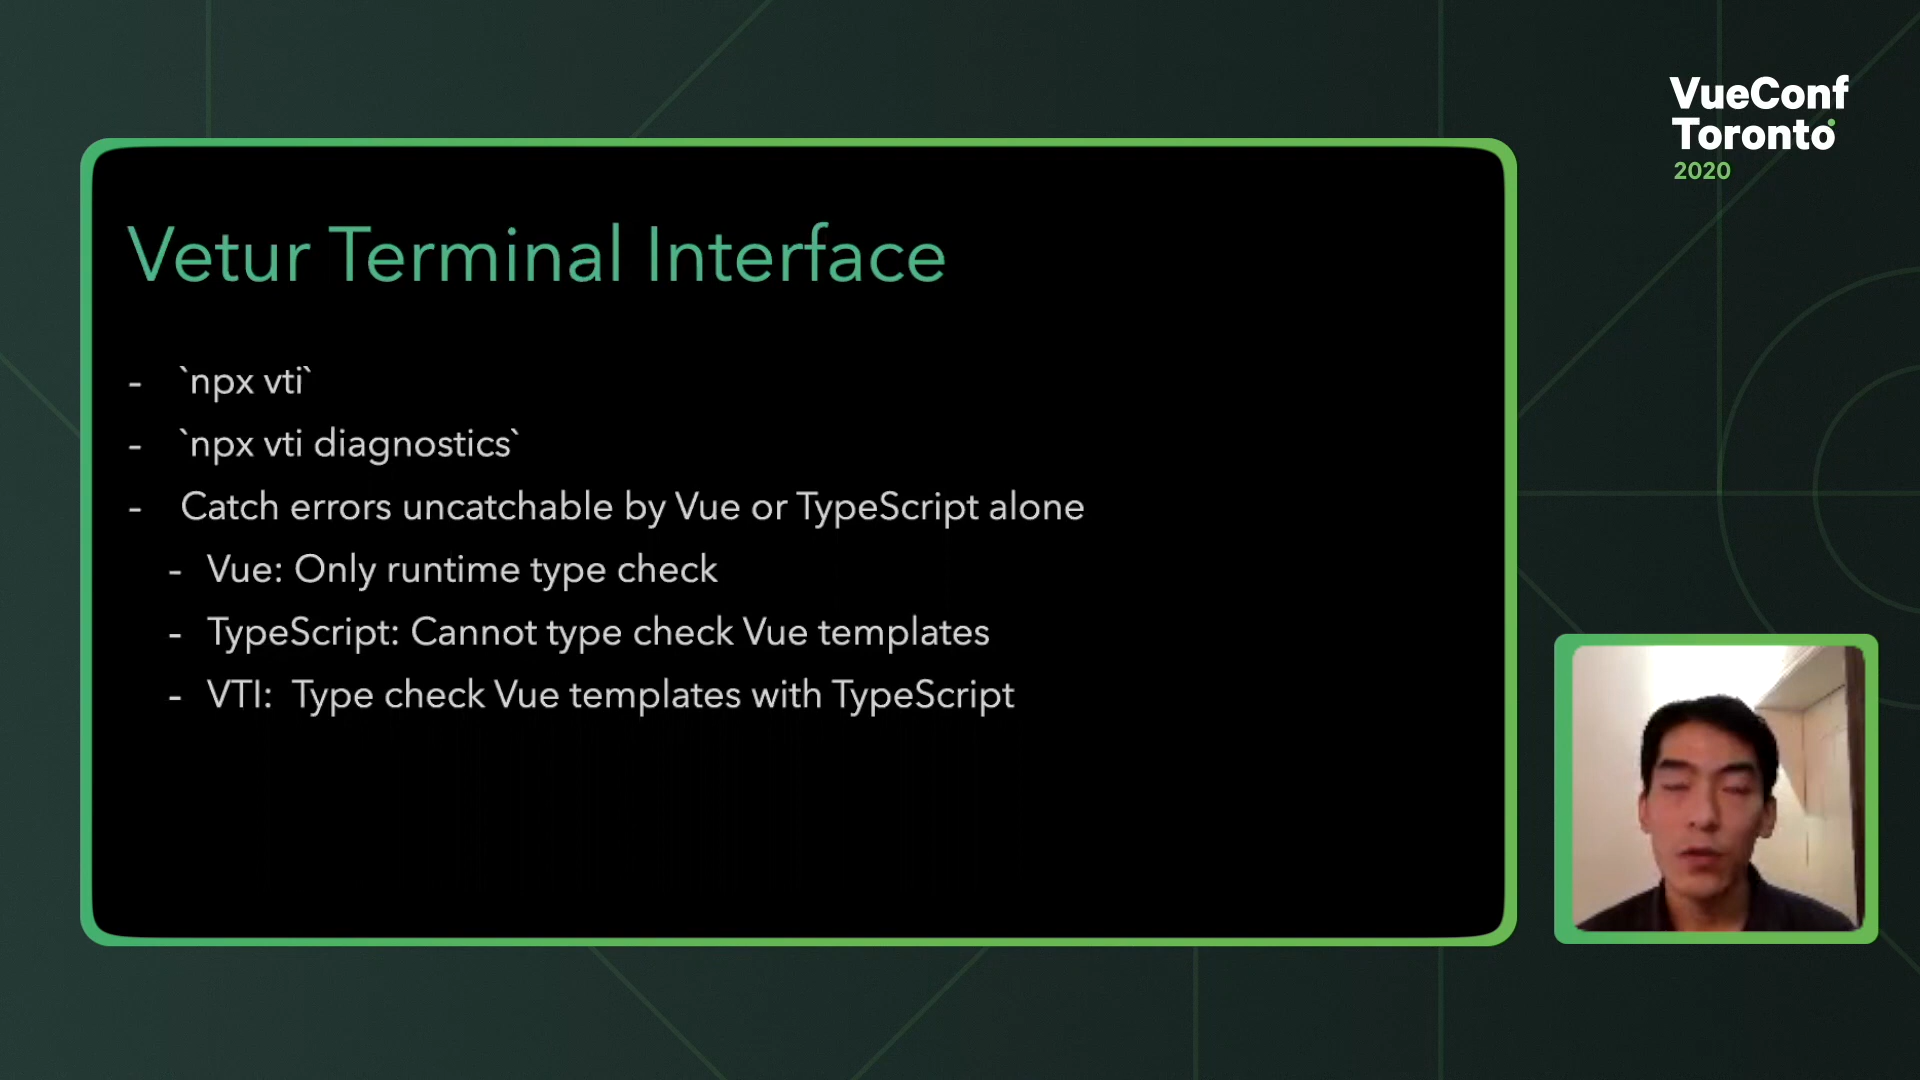 VueConf
Toronto
2020
Vetur Terminal Interface
- `npx vti`
- `npx vti diagnostics`
- Catch errors uncatchable by Vue or TypeScript alone
- Vue: Only runtime type check
- TypeScript: Cannot type check Vue templates
- VTI:  Type check Vue templates with TypeScript